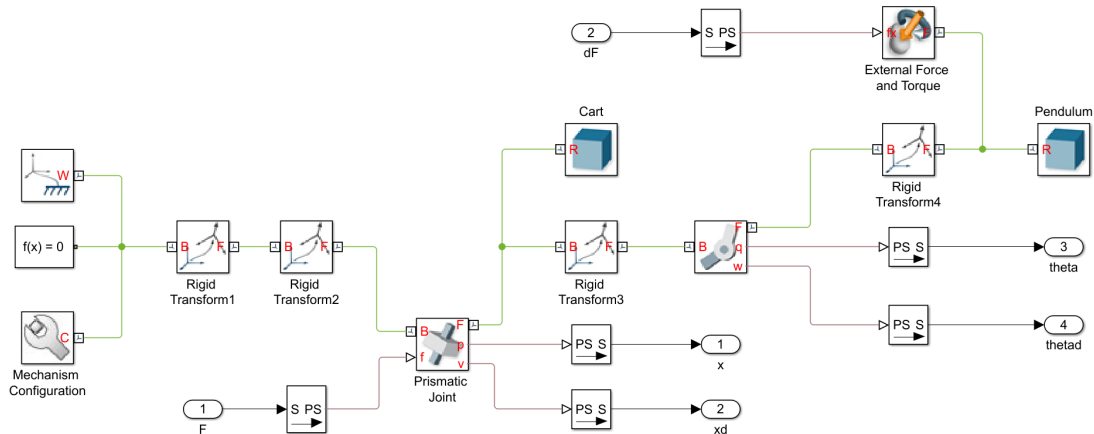 2
dF
S PS
fx F
External Force
and Torque
Cart
R
Pendulum
R
B F
Rigid
Transform4
W
f(x) = 0
C
Mechanism
Configuration
B F
Rigid
Transform1
B F
Rigid
Transform2
B F
Rigid
Transform3
B F
q
w
PS S
3
theta
PS S
4
thetad
B F
f p
v
Prismatic
Joint
PS S
1
x
1
F
S PS
PS S
2
xd